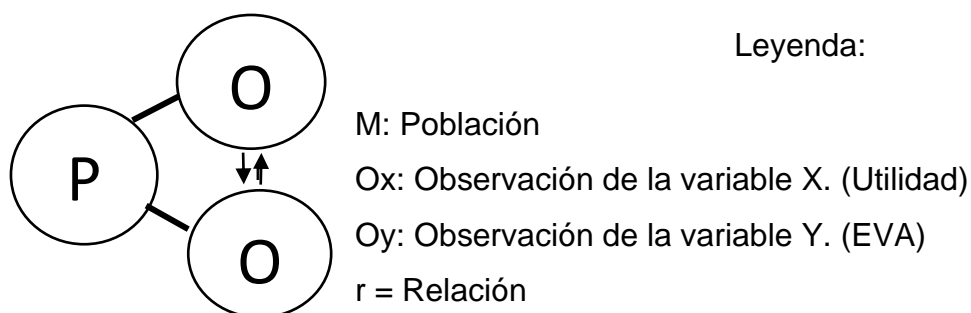 Leyenda:
O
P
O
M: Población
Ox: Observación de la variable X. (Utilidad)
Oy: Observación de la variable Y. (EVA)
r = Relación